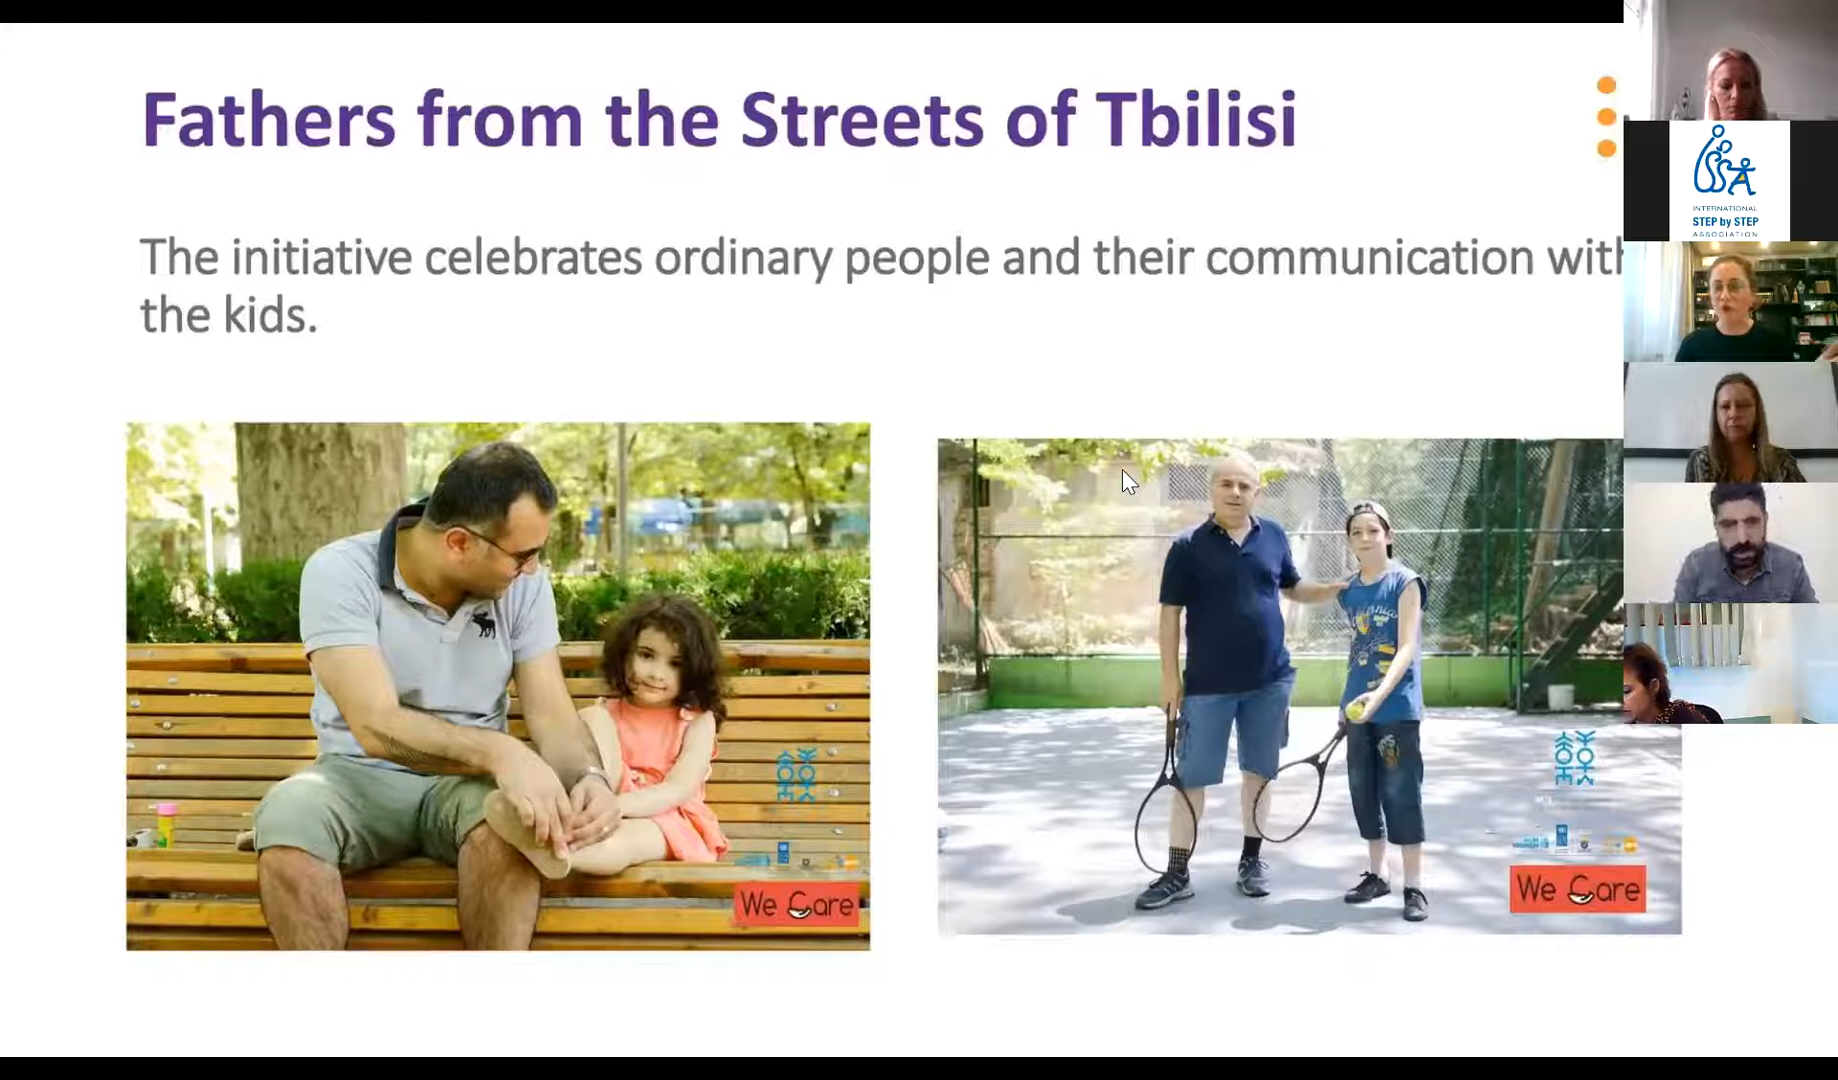 Fathers from the Streets of Tbilisi
The initiative celebrates ordinary people and their communication with
the kids.
INTERNATIONAL
STEP by STEP
ASSOCIATION
We Care
We Care